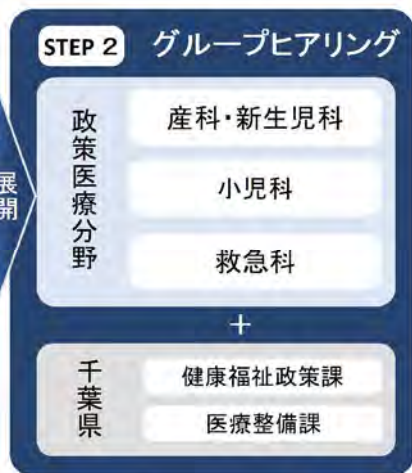 展開
STEP 2 グループヒアリング
政策医療分野
産科・新生児科
小児科
救急科
+
千葉県
健康福祉政策課
医療整備課